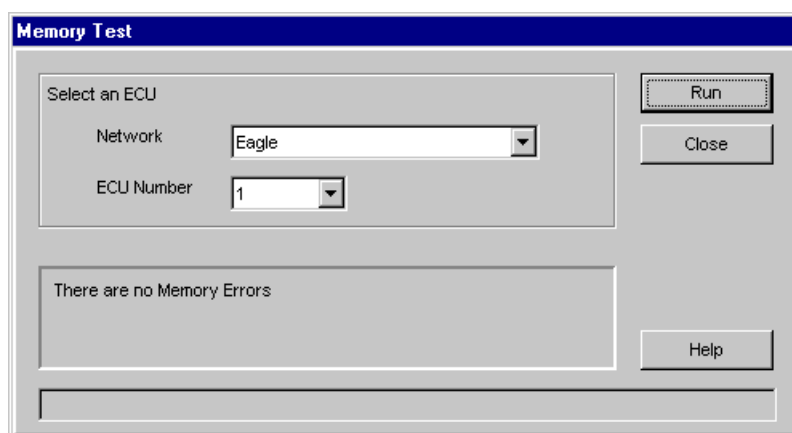 Memory Test
Select an ECU
Run
Network
Eagle
Close
ECU Number
1
There are no Memory Errors
Help